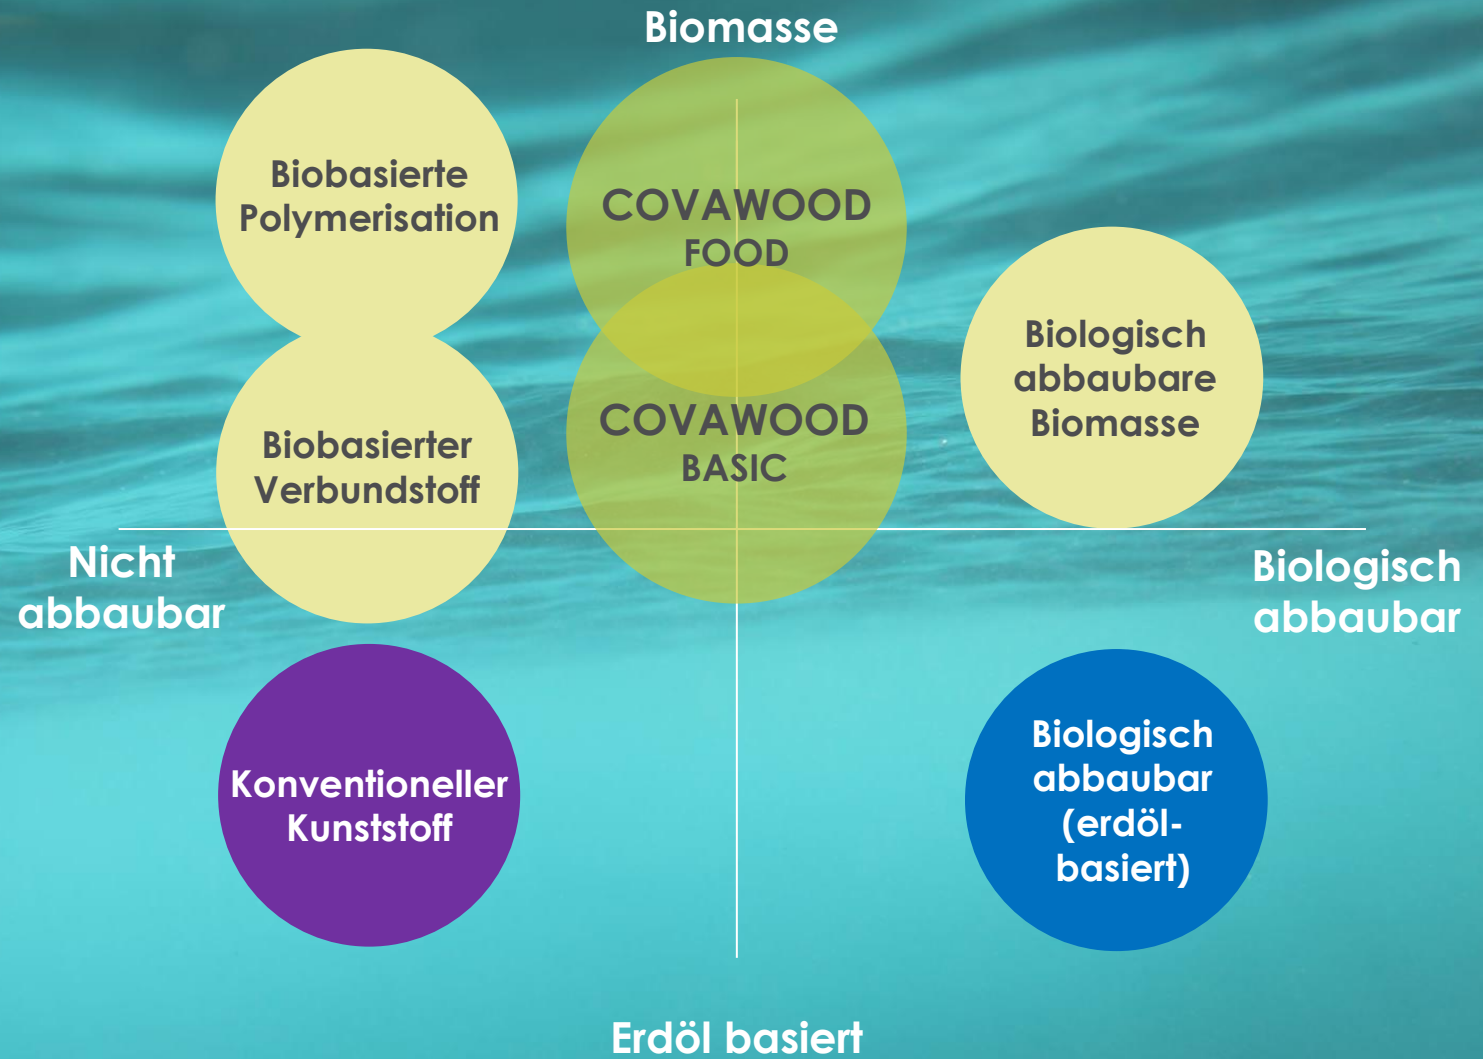 Biomasse
Biobasierte
Polymerisation
COVAWOOD
FOOD
Biologisch
abbaubare
Biomasse
COVAWOOD
BASIC
Biobasierter
Verbundstoff
Nicht
abbaubar
Biologisch
abbaubar
Konventioneller
Kunststoff
Biologisch
abbaubar
(erdöl-
basiert)
Erdöl basiert